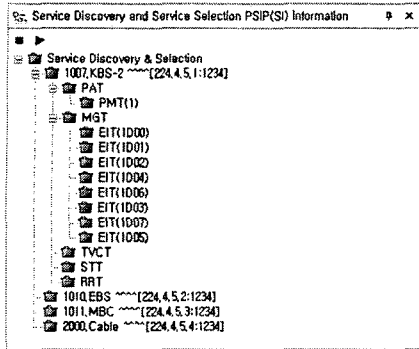 Service Discovery and Service Selection PSIP(SI) Information
Service Discovery & Selection
1007,KBS-2 ~~~[224,4,5,1:1234]
PAT
PMT(1)
MGT
EIT(1D00)
EIT(1D01)
EIT(1D02)
EIT(1D04)
EIT(1D06)
EIT(1D03)
EIT(1D07)
EIT(1D05)
TVCT
STT
RRT
1010,EBS ~~~[224,4,5,2:1234]
1011,MBC ~~~[224,4,5,3:1234]
2000,Cable ~~~[224,4,5,4:1234]